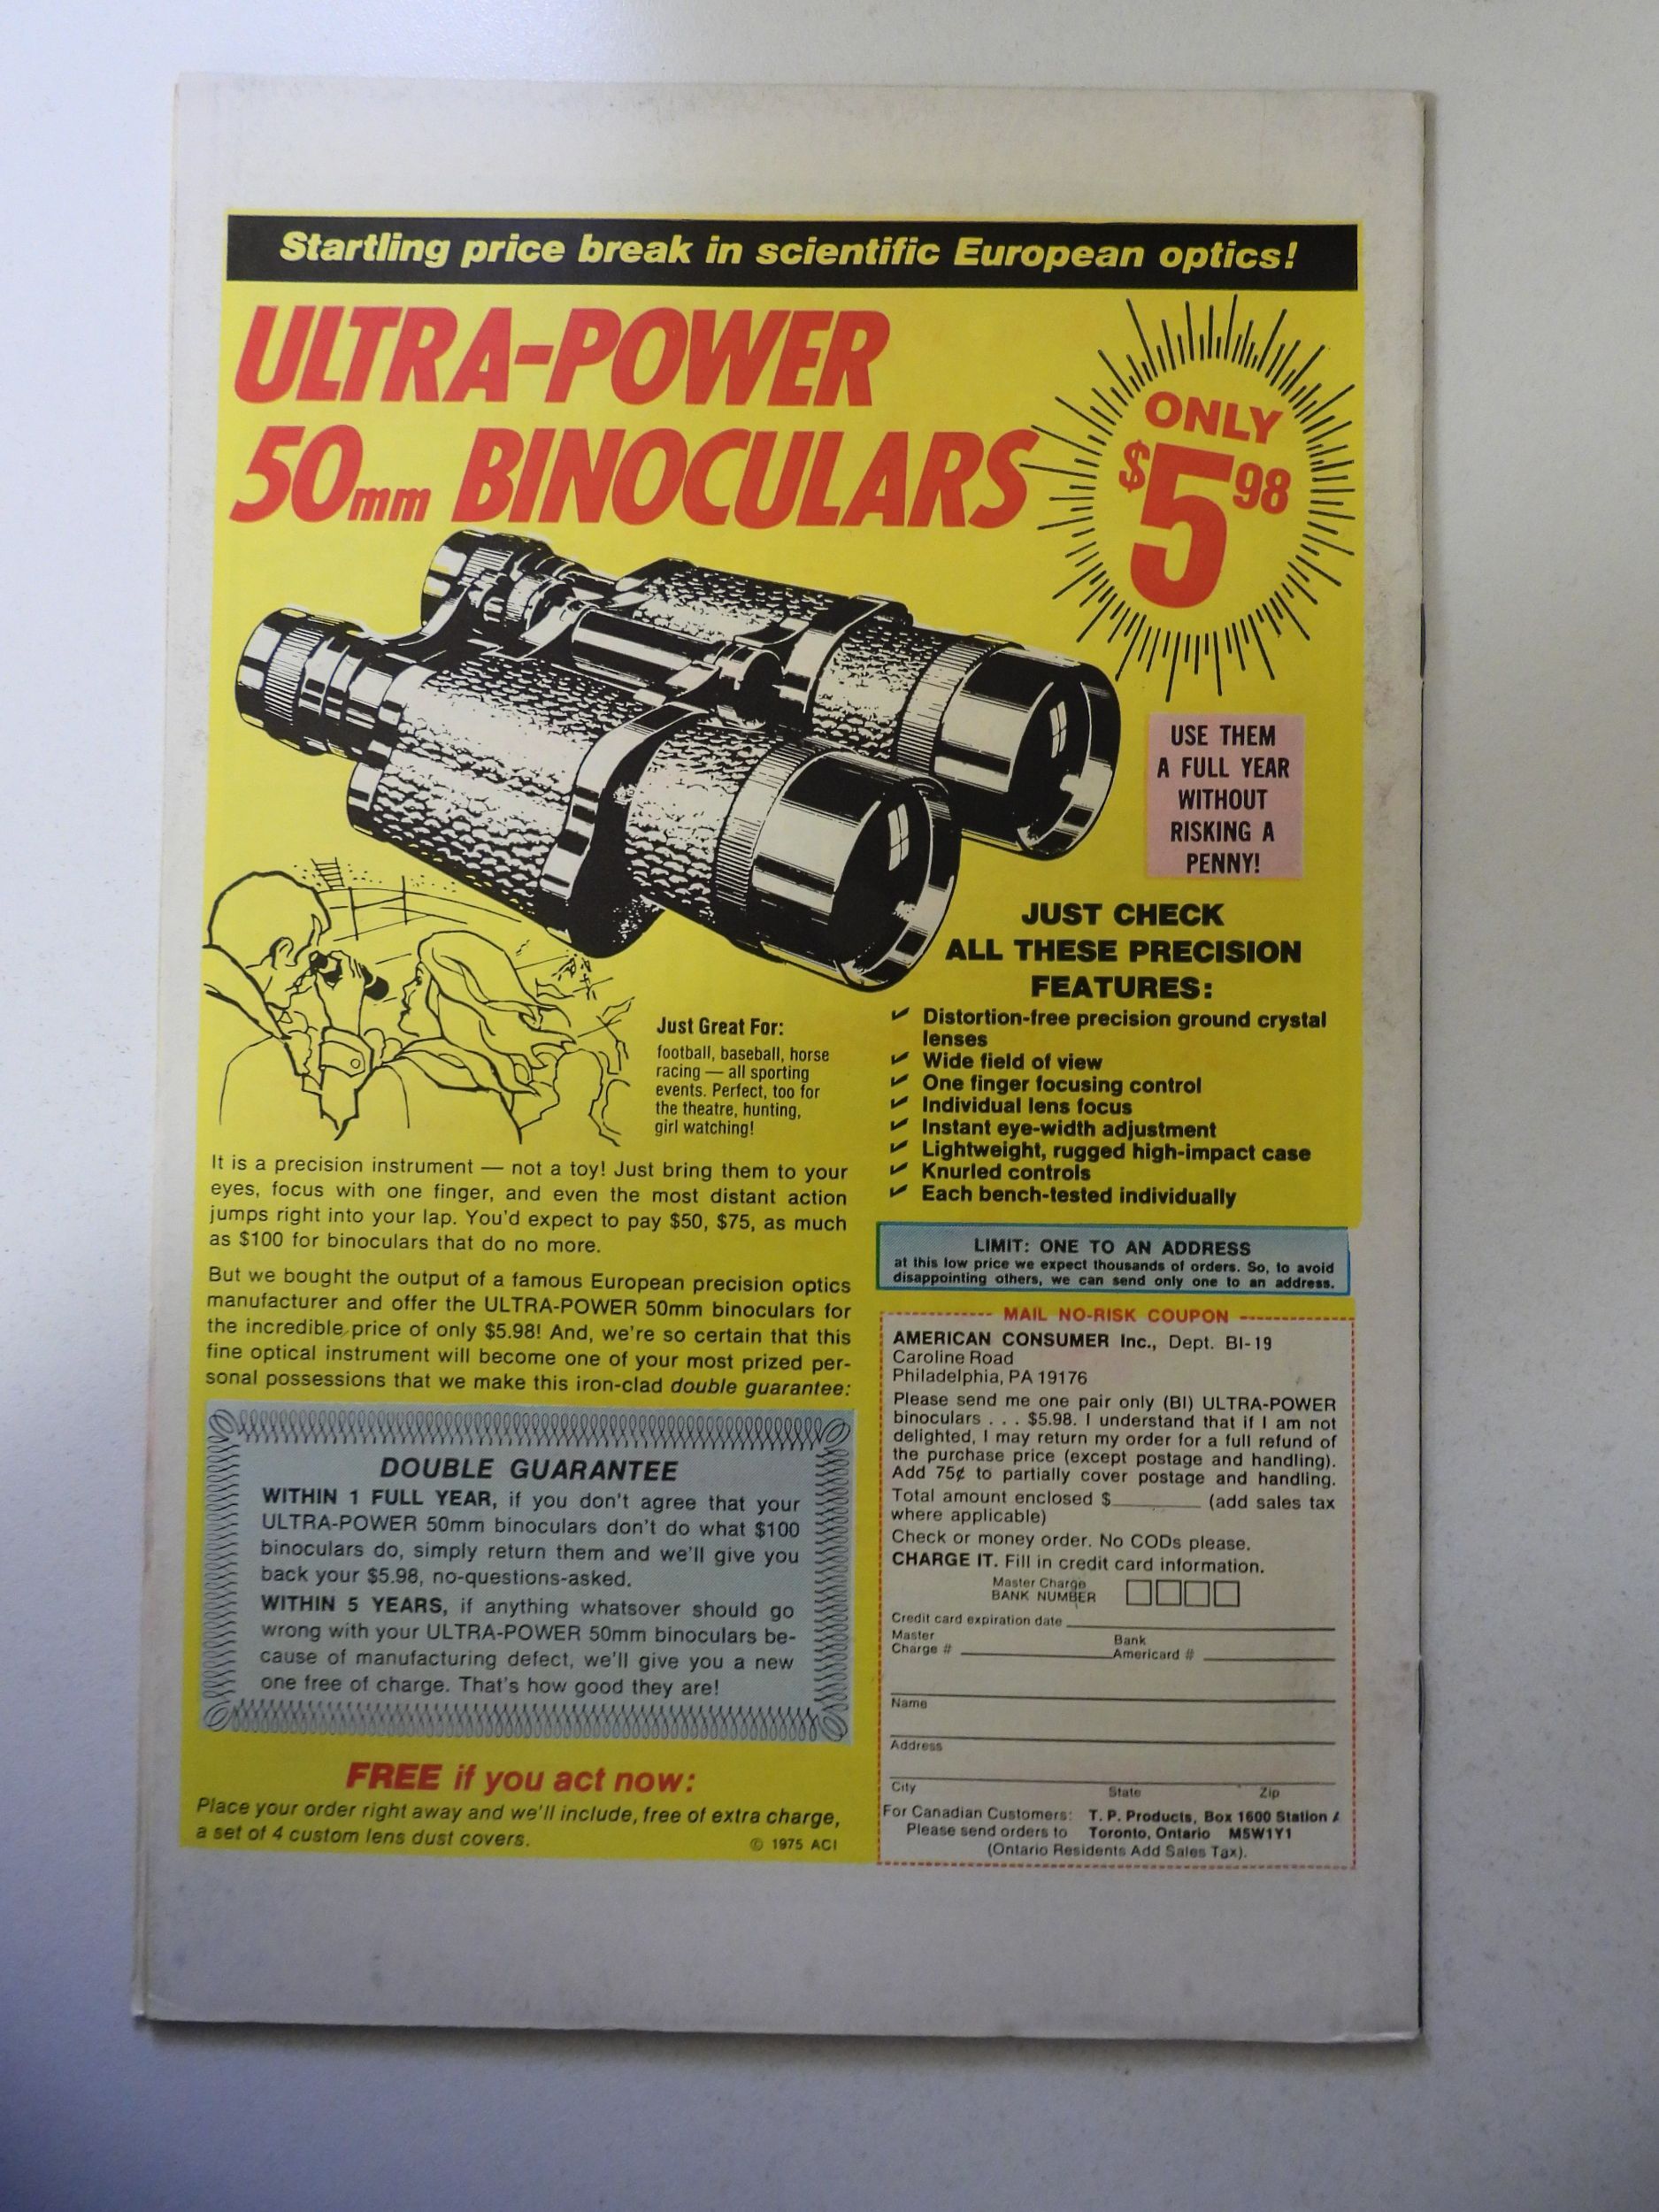 Startling price break in scientific European optics!
ULTRA-POWER
50mm BINOCULARS
ONLY
$5 98
USE THEM
A FULL YEAR
WITHOUT
RISKING A
PENNY!
JUST CHECK
ALL THESE PRECISION
FEATURES:
✓ Distortion-free precision ground crystal
lenses
✓ Wide field of view
✓ One finger focusing control
✓ Individual lens focus
✓ Instant eye-width adjustment
✓ Lightweight, rugged high-impact case
✓ Knurled controls
✓ Each bench-tested individually
Just Great For:
football, baseball, horse
racing — all sporting
events. Perfect, too for
the theatre, hunting,
girl watching!
It is a precision instrument — not a toy! Just bring them to your
eyes, focus with one finger, and even the most distant action
jumps right into your lap. You'd expect to pay $50, $75, as much
as $100 for binoculars that do no more.
But we bought the output of a famous European precision optics
manufacturer and offer the ULTRA-POWER 50mm binoculars for
the incredible price of only $5.98! And, we're so certain that this
fine optical instrument will become one of your most prized per-
sonal possessions that we make this iron-clad double guarantee:
DOUBLE GUARANTEE
WITHIN 1 FULL YEAR, if you don't agree that your
ULTRA-POWER 50mm binoculars don't do what $100
binoculars do, simply return them and we'll give you
back your $5.98, no-questions-asked.
WITHIN 5 YEARS, if anything whatsover should go
wrong with your ULTRA-POWER 50mm binoculars be-
cause of manufacturing defect, we'll give you a new
one free of charge. That's how good they are!
FREE if you act now:
Place your order right away and we'll include, free of extra charge,
a set of 4 custom lens dust covers.
© 1975 ACI
LIMIT: ONE TO AN ADDRESS
at this low price we expect thousands of orders. So, to avoid
disappointing others, we can send only one to an address.
MAIL NO-RISK COUPON
AMERICAN CONSUMER Inc., Dept. BI-19
Caroline Road
Philadelphia, PA 19176
Please send me one pair only (BI) ULTRA-POWER
binoculars . . . $5.98. I understand that if I am not
delighted, I may return my order for a full refund of
the purchase price (except postage and handling).
Add 75¢ to partially cover postage and handling.
Total amount enclosed $________ (add sales tax
where applicable)
Check or money order. No CODs please.
CHARGE IT. Fill in credit card information.
Master Charge
BANK NUMBER
Credit card expiration date
Master
Charge #
Bank
Americard #
Name
Address
City State Zip
For Canadian Customers: T. P. Products, Box 1600 Station A
Please send orders to Toronto, Ontario M5W1Y1
(Ontario Residents Add Sales Tax).